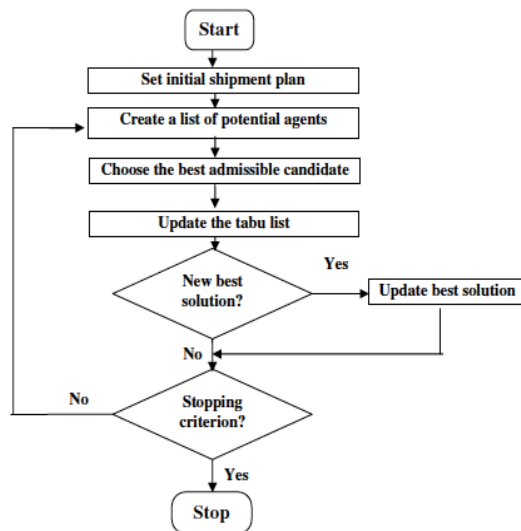 Start
Set initial shipment plan
Create a list of potential agents
Choose the best admissible candidate
Update the tabu list
New best
solution?
Yes
Update best solution
No
No
Stopping
criterion?
Yes
Stop